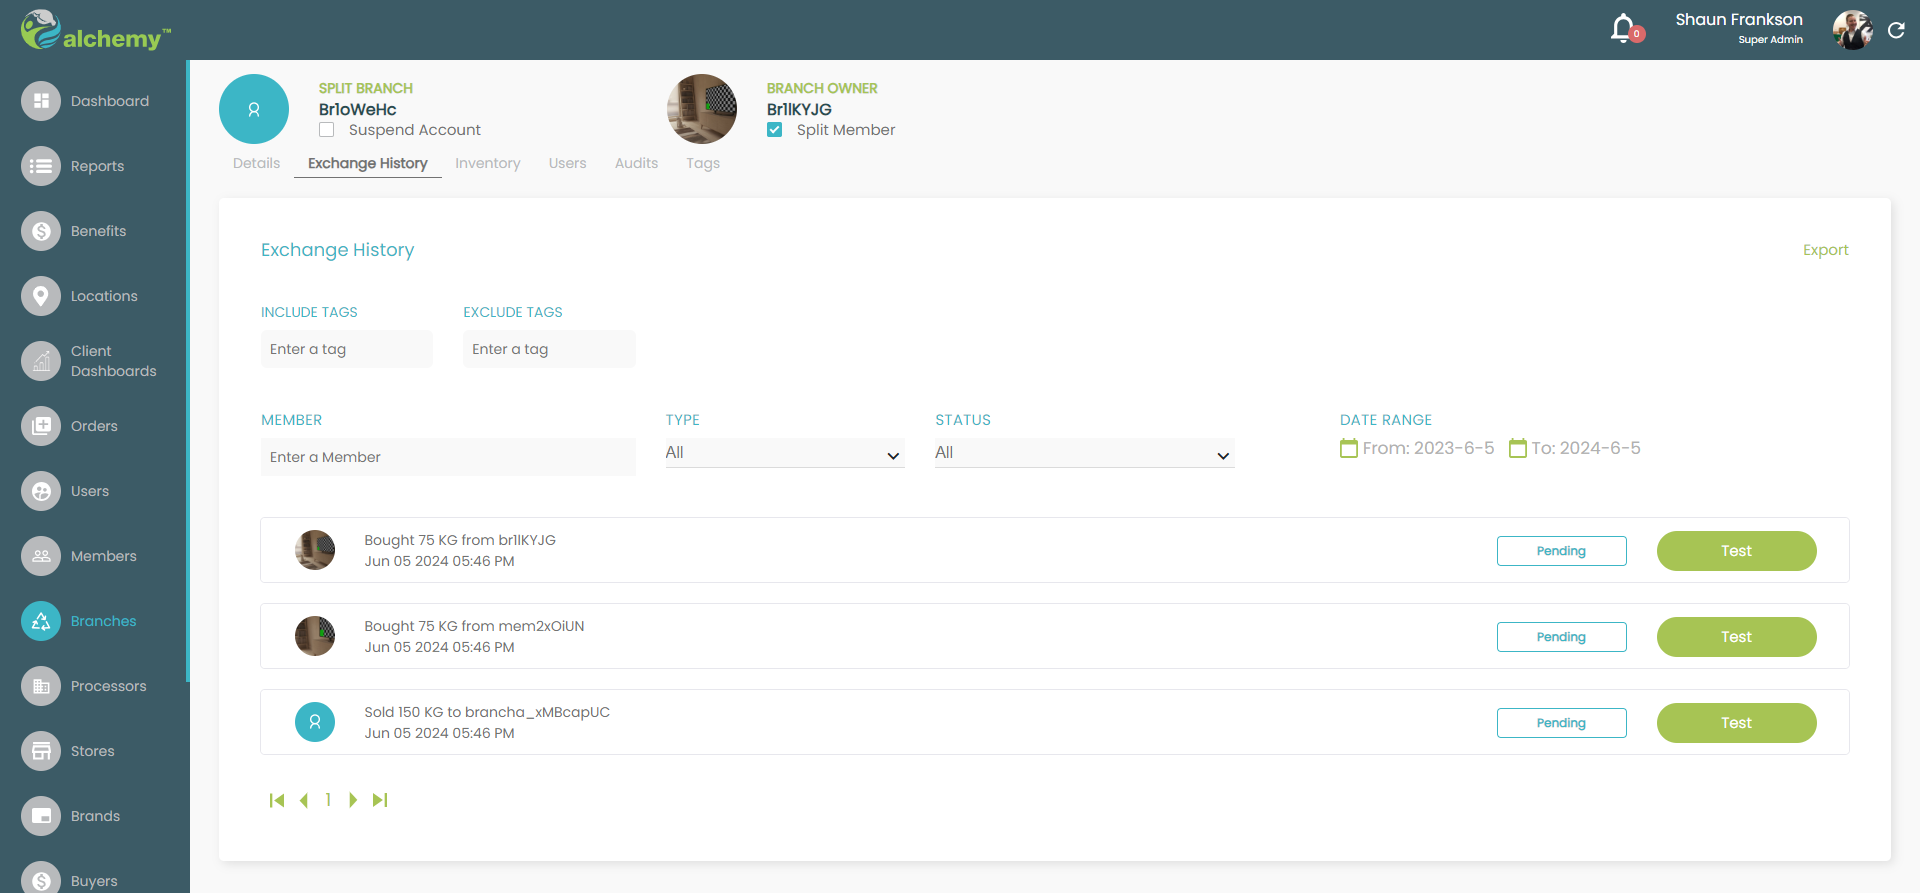 alchemy™
0
Shaun Frankson
Super Admin
Dashboard
Reports
Benefits
Locations
Client
Dashboards
Orders
Users
Members
Branches
Processors
Stores
Brands
Buyers
SPLIT BRANCH
Br1oWeHc
Suspend Account
BRANCH OWNER
Br1lKYJG
Split Member
Details
Exchange History
Inventory
Users
Audits
Tags
Exchange History
Export
INCLUDE TAGS
EXCLUDE TAGS
Enter a tag
Enter a tag
MEMBER
TYPE
STATUS
DATE RANGE
Enter a Member
All
All
From: 2023-6-5
To: 2024-6-5
Bought 75 KG from br1lKYJG
Jun 05 2024 05:46 PM
Pending
Test
Bought 75 KG from mem2xOiUN
Jun 05 2024 05:46 PM
Pending
Test
Sold 150 KG to brancha_xMBcapUC
Jun 05 2024 05:46 PM
Pending
Test
1